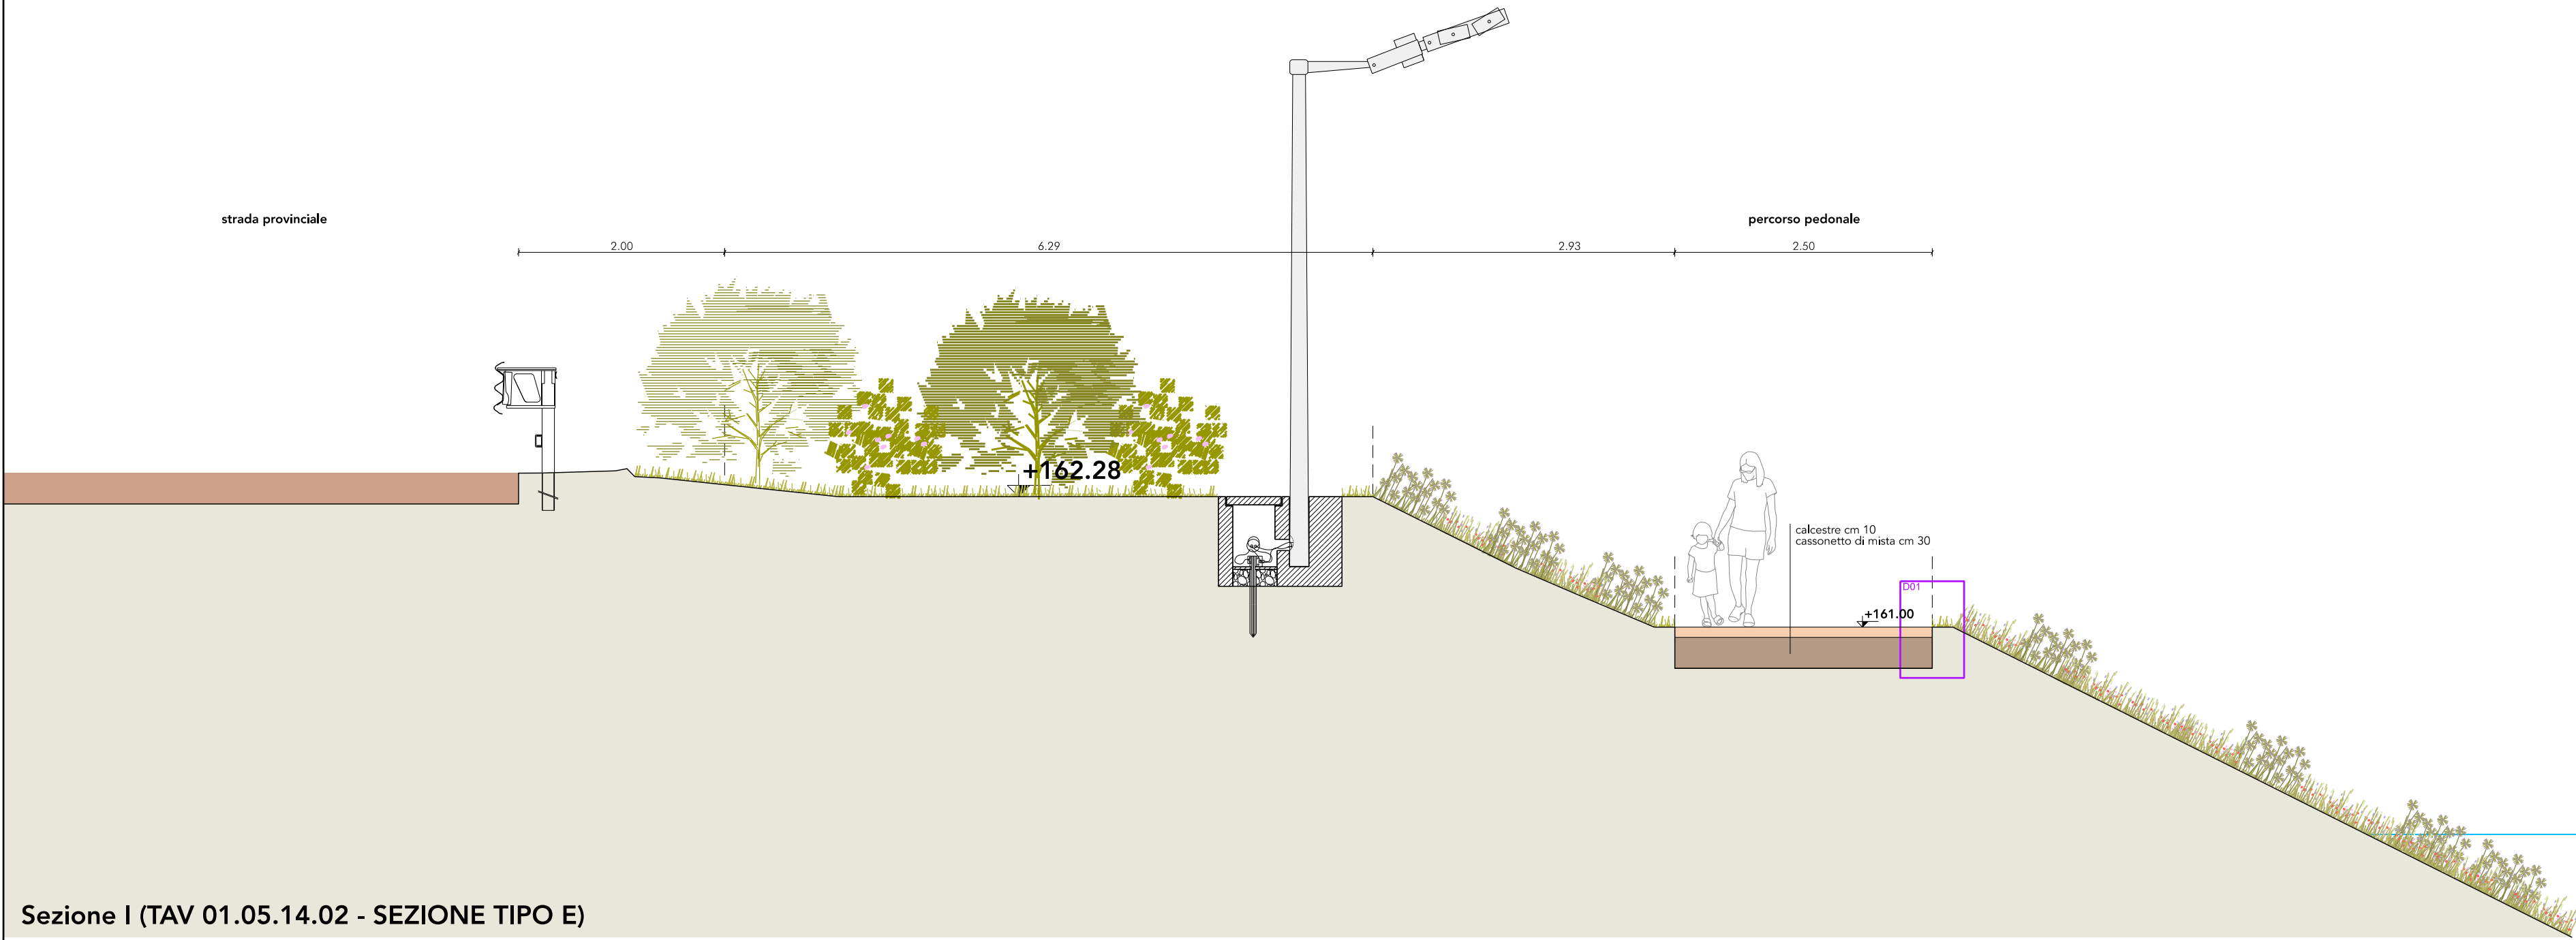 strada provinciale
percorso pedonale
2.00
6.29
2.93
2.50
+162.28
calcestre cm 10
cassonetto di mista cm 30
D01
+161.00
Sezione I (TAV 01.05.14.02 - SEZIONE TIPO E)